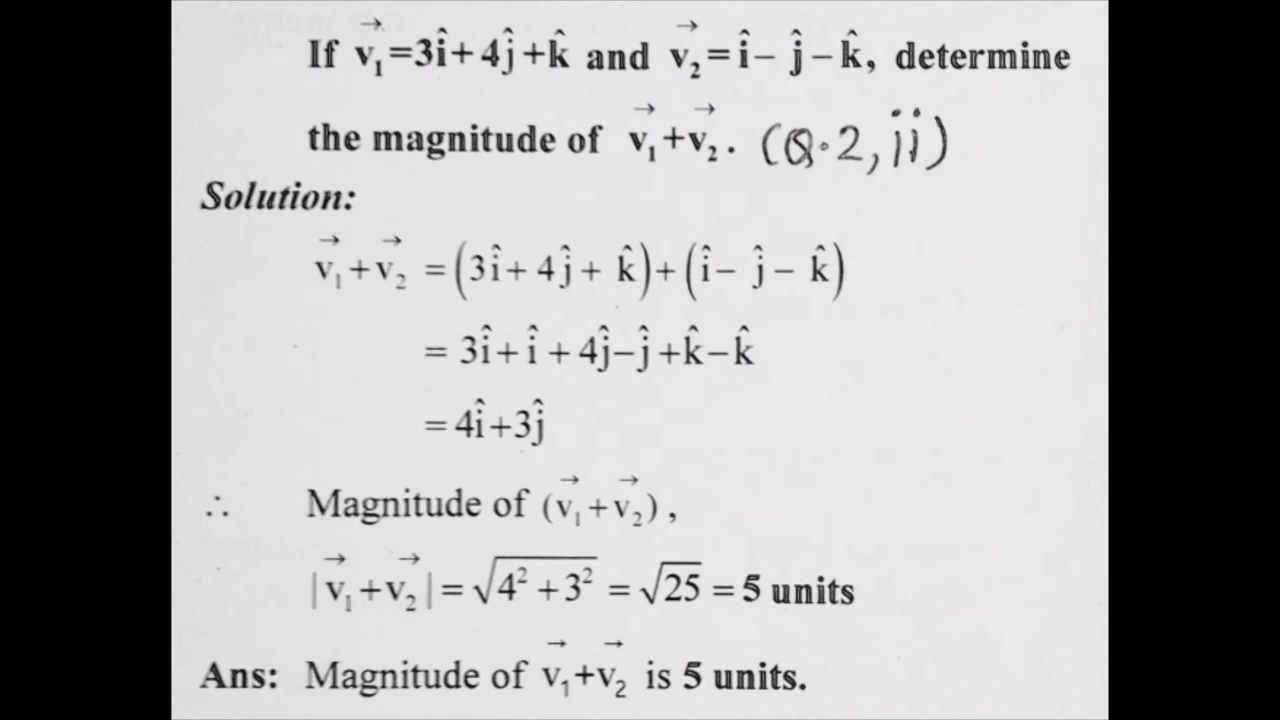 If v₁⃗=3î+ 4ĵ +k̂ and v₂⃗=î− ĵ −k̂, determine
the magnitude of v₁⃗+v₂⃗. (Q.2, ii)
Solution:
v₁⃗+v₂⃗ = (3î+ 4ĵ+ k̂)+(î− ĵ − k̂)
= 3î+î+4ĵ−ĵ+k̂−k̂
= 4î+3ĵ
∴ Magnitude of (v₁⃗+v₂⃗),
|v₁⃗+v₂⃗|=√(4²+3²) =√25 =5 units
Ans: Magnitude of v₁⃗+v₂⃗ is 5 units.